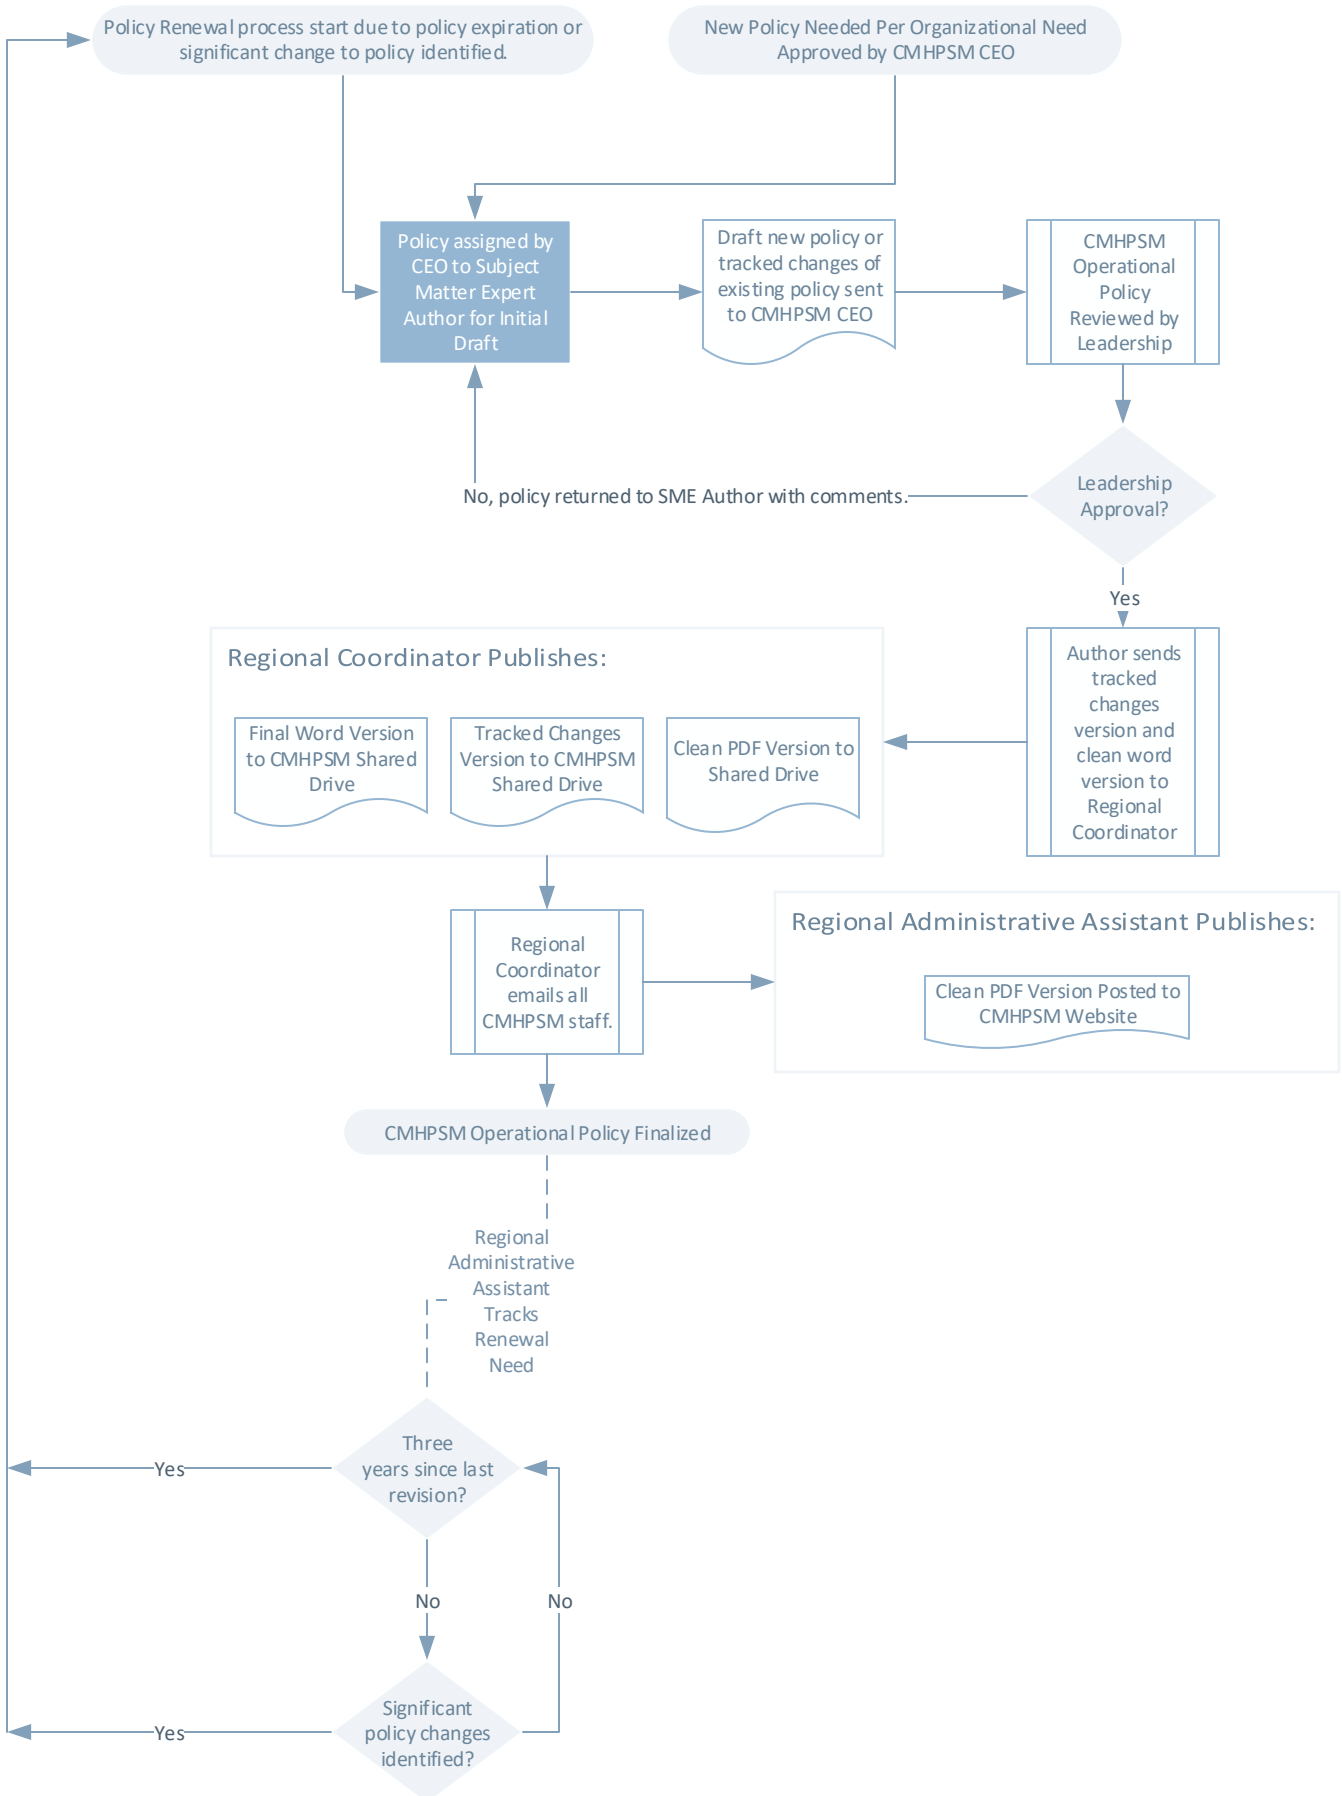 Policy Renewal process start due to policy expiration or
significant change to policy identified.
New Policy Needed Per Organizational Need
Approved by CMHPSM CEO
Policy assigned by
CEO to Subject
Matter Expert
Author for Initial
Draft
Draft new policy or
tracked changes of
existing policy sent
to CMHPSM CEO
CMHPSM
Operational
Policy
Reviewed by
Leadership
No, policy returned to SME Author with comments.
Leadership
Approval?
Yes
Regional Coordinator Publishes:
Final Word Version
to CMHPSM Shared
Drive
Tracked Changes
Version to CMHPSM
Shared Drive
Clean PDF Version to
Shared Drive
Author sends
tracked
changes
version and
clean word
version to
Regional
Coordinator
Regional
Coordinator
emails all
CMHPSM staff.
Regional Administrative Assistant Publishes:
Clean PDF Version Posted to
CMHPSM Website
CMHPSM Operational Policy Finalized
Regional
Administrative
Assistant
Tracks
Renewal
Need
Three
years since last
revision?
Yes
No
No
Significant
policy changes
identified?
Yes